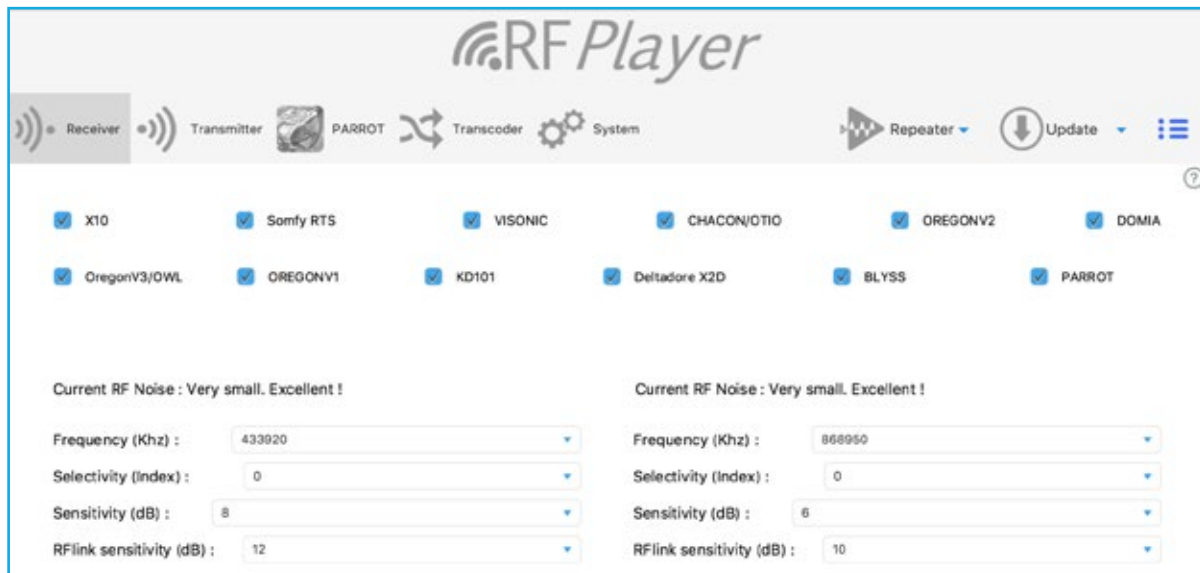 RFPlayer
Receiver Transmitter PARROT Transcoder System Repeater Update
?
X10 Somfy RTS VISONIC CHACON/OTIO OREGONV2 DOMIA
OregonV3/OWL OREGONV1 KD101 Deltadore X2D BLYSS PARROT
Current RF Noise : Very small. Excellent ! Current RF Noise : Very small. Excellent !
Frequency (Khz) : 433920 Frequency (Khz) : 868950
Selectivity (Index) : 0 Selectivity (Index) : 0
Sensitivity (dB) : 8 Sensitivity (dB) : 6
RFlink sensitivity (dB) : 12 RFlink sensitivity (dB) : 10